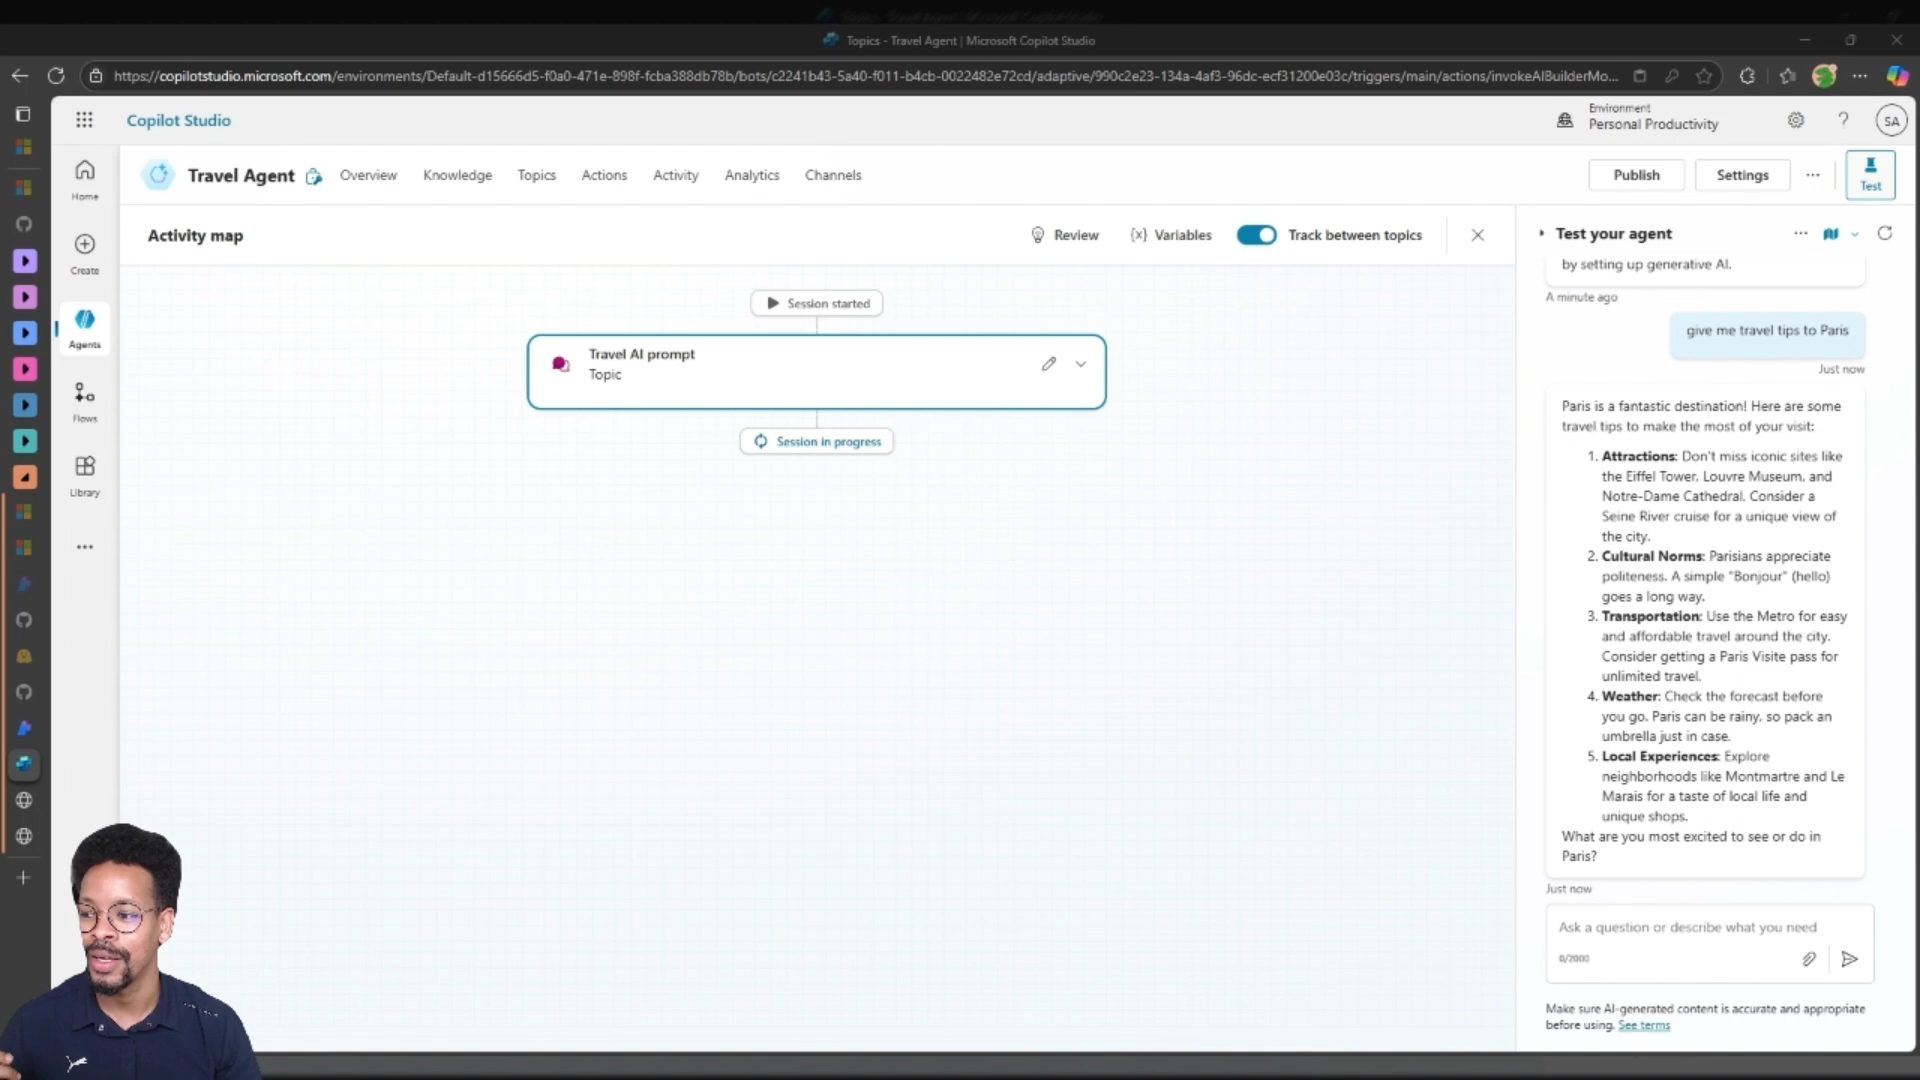 Topics - Travel Agent | Microsoft Copilot Studio
https://copilotstudio.microsoft.com/environments/Default-d15666d5-f0a0-471e-898f-fcba388db78b/bots/c2241b43-5a40-f011-b4cb-0022482e72cd/adaptive/990c2e23-134a-4af3-96dc-ecf31200e03c/triggers/main/actions/invokeAIBuilderMo...
Copilot Studio
Environment
Personal Productivity
SA
Home
Create
Agents
Flows
Library
Travel Agent
Overview
Knowledge
Topics
Actions
Activity
Analytics
Channels
Publish
Settings
Test
Activity map
Review
{x} Variables
Track between topics
Session started
Travel AI prompt
Topic
Session in progress
Test your agent
by setting up generative AI.
A minute ago
give me travel tips to Paris
Just now
Paris is a fantastic destination! Here are some
travel tips to make the most of your visit:
1. Attractions: Don't miss iconic sites like
the Eiffel Tower, Louvre Museum, and
Notre-Dame Cathedral. Consider a
Seine River cruise for a unique view of
the city.
2. Cultural Norms: Parisians appreciate
politeness. A simple "Bonjour" (hello)
goes a long way.
3. Transportation: Use the Metro for easy
and affordable travel around the city.
Consider getting a Paris Visite pass for
unlimited travel.
4. Weather: Check the forecast before
you go. Paris can be rainy, so pack an
umbrella just in case.
5. Local Experiences: Explore
neighborhoods like Montmartre and Le
Marais for a taste of local life and
unique shops.
What are you most excited to see or do in
Paris?
Just now
Ask a question or describe what you need
0/2000
Make sure AI-generated content is accurate and appropriate
before using. See terms